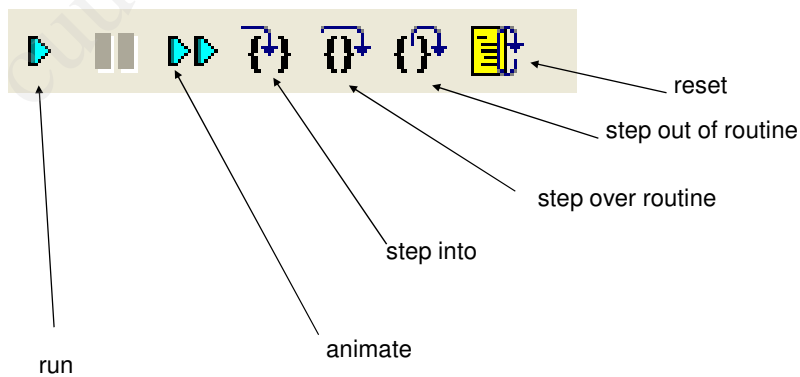 reset
step out of routine
step over routine
step into
animate
run